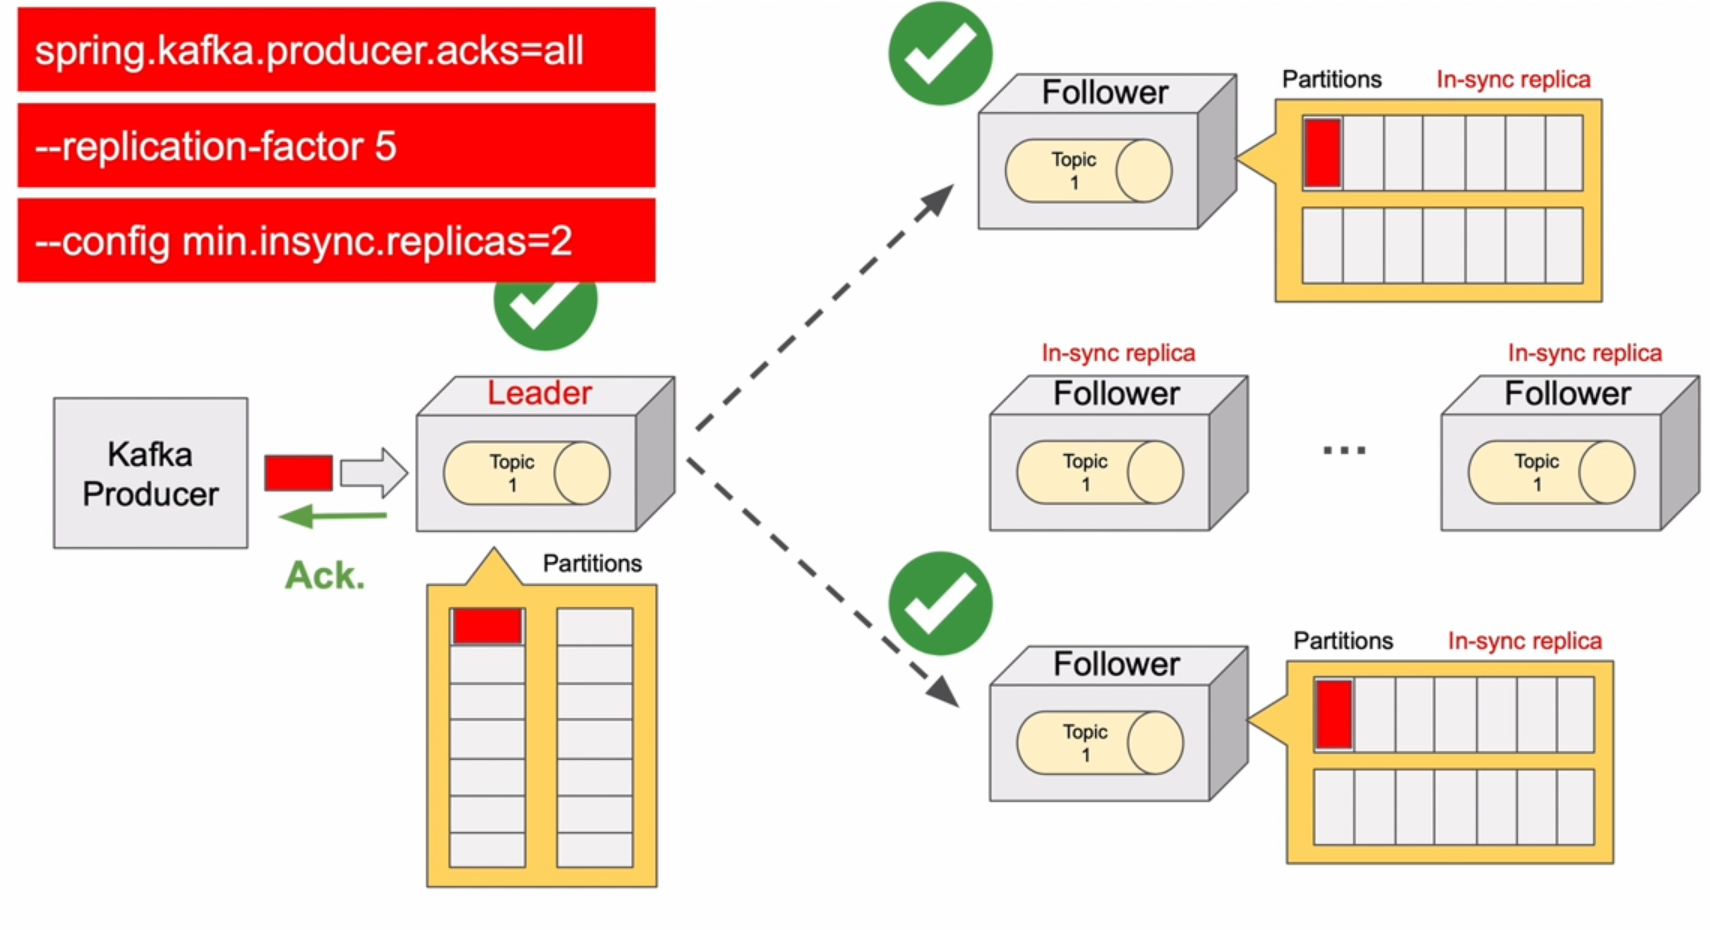 spring.kafka.producer.acks=all
--replication-factor 5
--config min.insync.replicas=2
Follower
Topic
1
Partitions
In-sync replica
Kafka
Producer
Ack.
Leader
Topic
1
Partitions
In-sync replica
Follower
Topic
1
...
In-sync replica
Follower
Topic
1
Follower
Topic
1
Partitions
In-sync replica